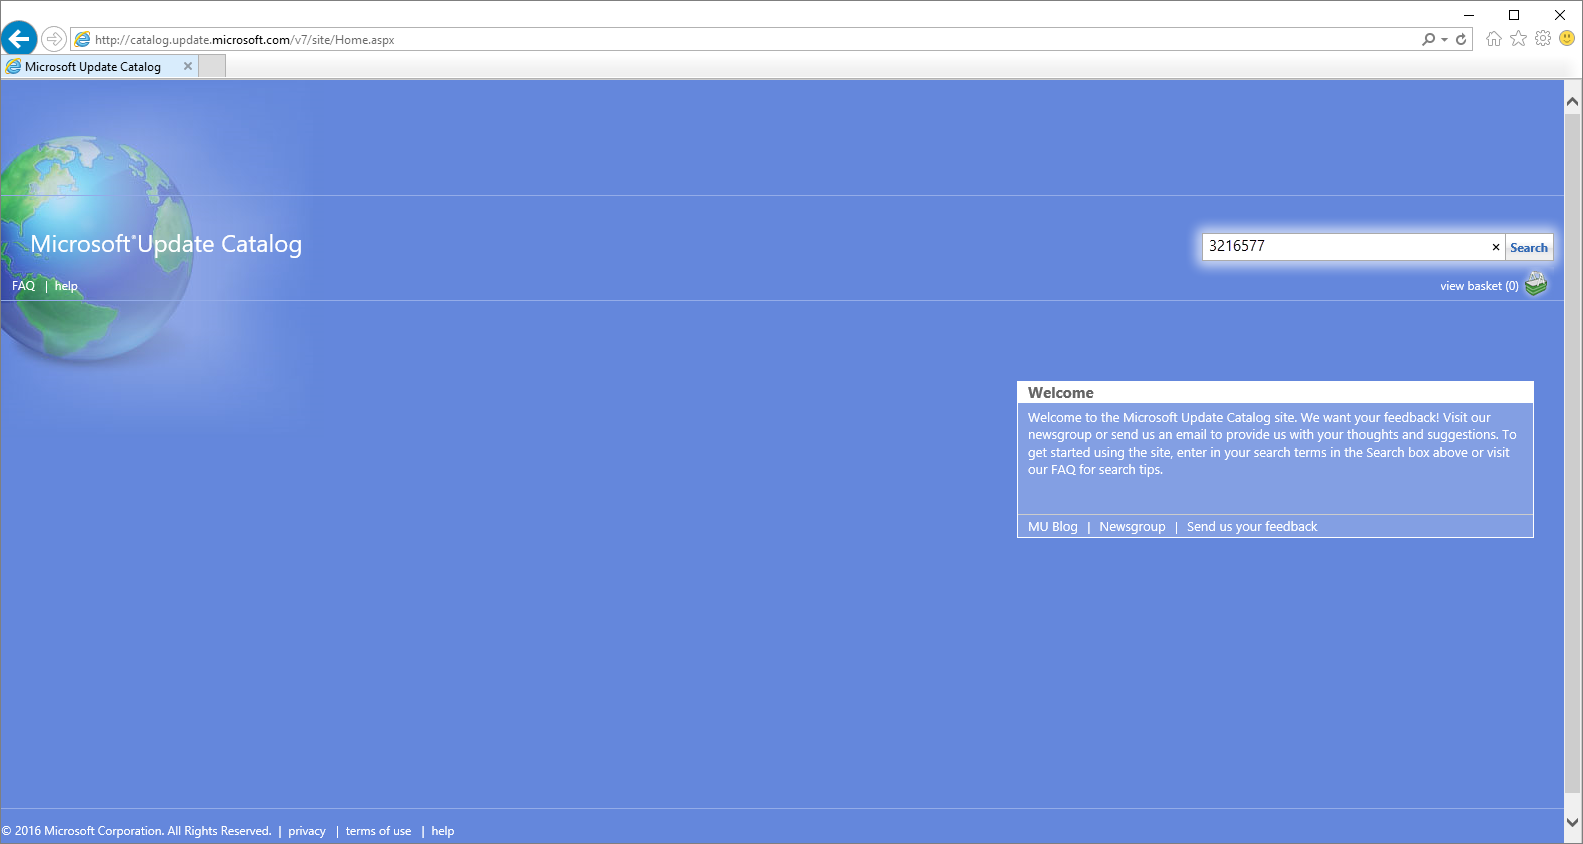 http://catalog.update.microsoft.com/v7/site/Home.aspx
Microsoft Update Catalog
Microsoft® Update Catalog
3216577
Search
FAQ | help
view basket (0)
Welcome
Welcome to the Microsoft Update Catalog site. We want your feedback! Visit our
newsgroup or send us an email to provide us with your thoughts and suggestions. To
get started using the site, enter in your search terms in the Search box above or visit
our FAQ for search tips.
MU Blog | Newsgroup | Send us your feedback
© 2016 Microsoft Corporation. All Rights Reserved. | privacy | terms of use | help